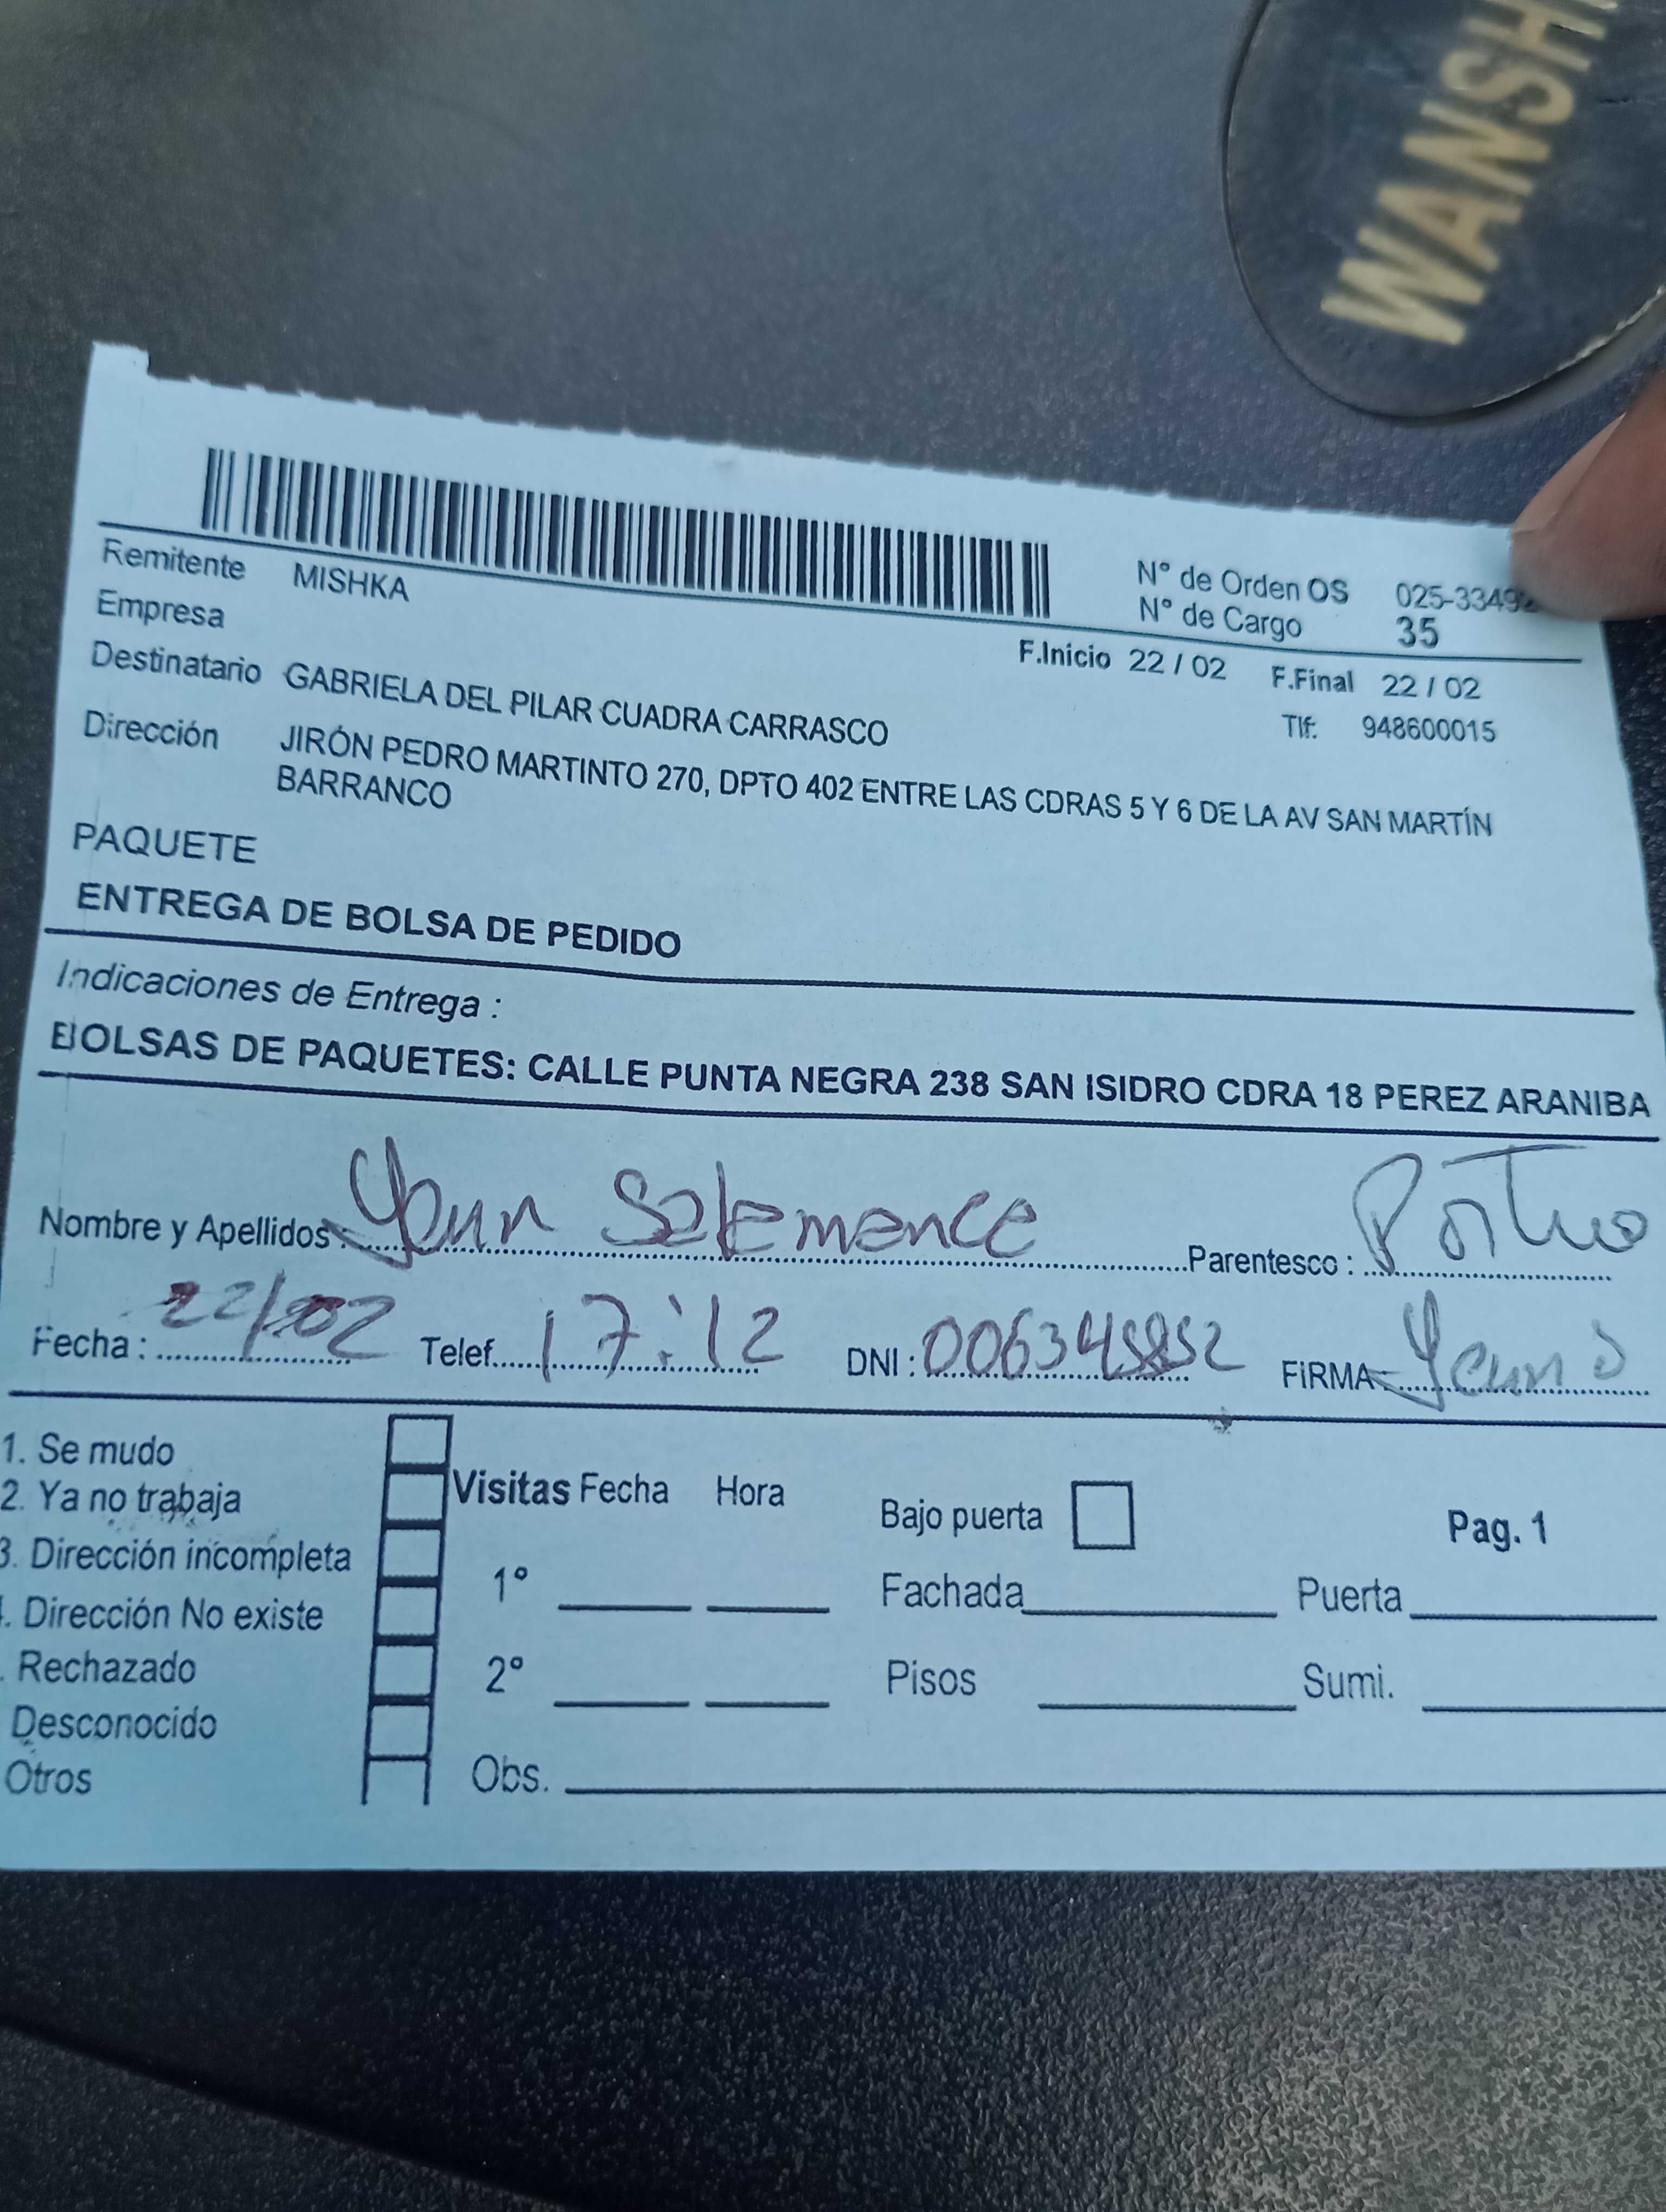 WANSH
Remitente MISHKA
Nº de Orden OS 025-3349
Empresa
Nº de Cargo 35
F.Inicio 22 / 02 F.Final 22 / 02
Destinatario GABRIELA DEL PILAR CUADRA CARRASCO
Tlf: 948600015
Dirección JIRÓN PEDRO MARTINTO 270, DPTO 402 ENTRE LAS CDRAS 5 Y 6 DE LA AV SAN MARTÍN
BARRANCO
PAQUETE
ENTREGA DE BOLSA DE PEDIDO
Indicaciones de Entrega :
BOLSAS DE PAQUETES: CALLE PUNTA NEGRA 238 SAN ISIDRO CDRA 18 PEREZ ARANIBA
Nombre y Apellidos : Parentesco :
Fecha : 22/02 Telef. 17:12 DNI : FIRMA
1. Se mudo
2. Ya no trabaja
3. Dirección incompleta
. Dirección No existe
. Rechazado
Desconocido
Otros
Visitas Fecha Hora
1º
2º
Obs.
Bajo puerta
Pag. 1
Fachada Puerta
Pisos Sumi.